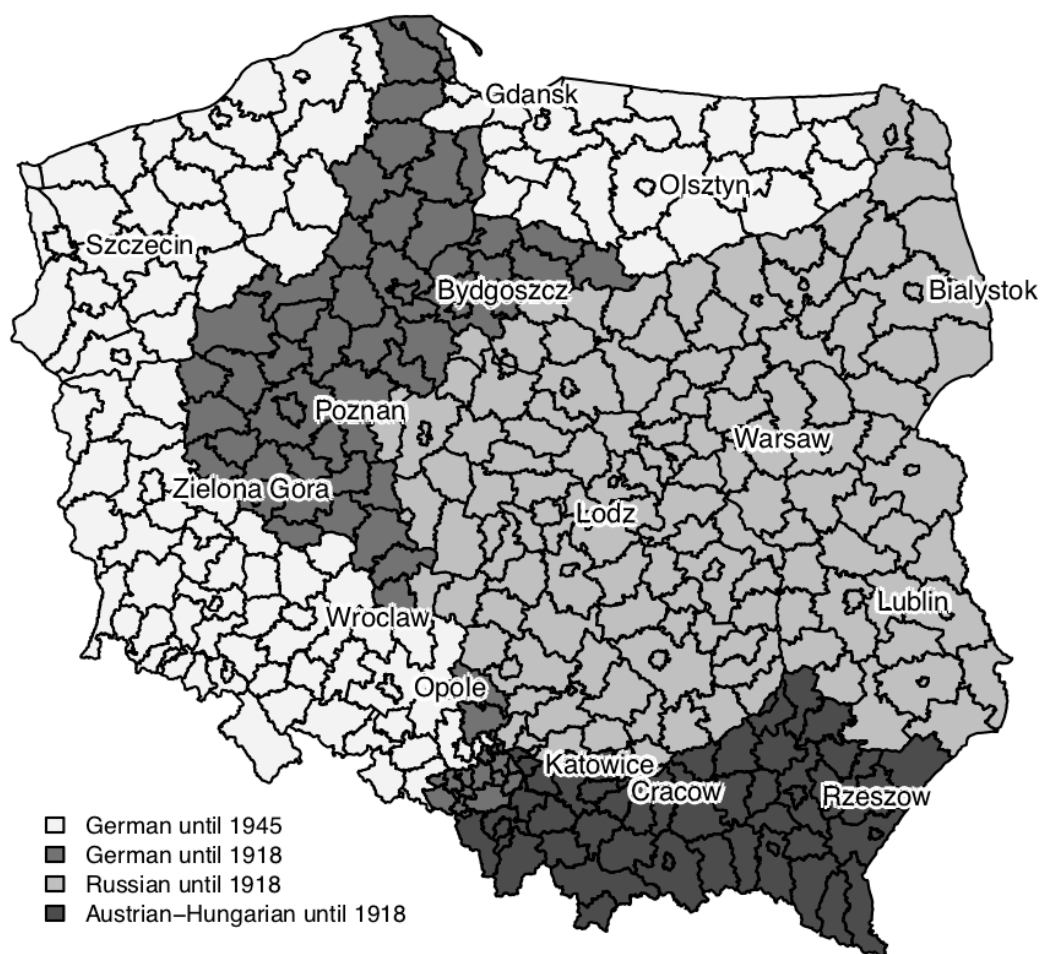 Gdansk
Olsztyn
Szczecin
Bydgoszcz
Bialystok
Poznan
Warsaw
Zielona Gora
Lodz
Wroclaw
Lublin
Opole
Katowice
Cracow
Rzeszow
German until 1945
German until 1918
Russian until 1918
Austrian−Hungarian until 1918